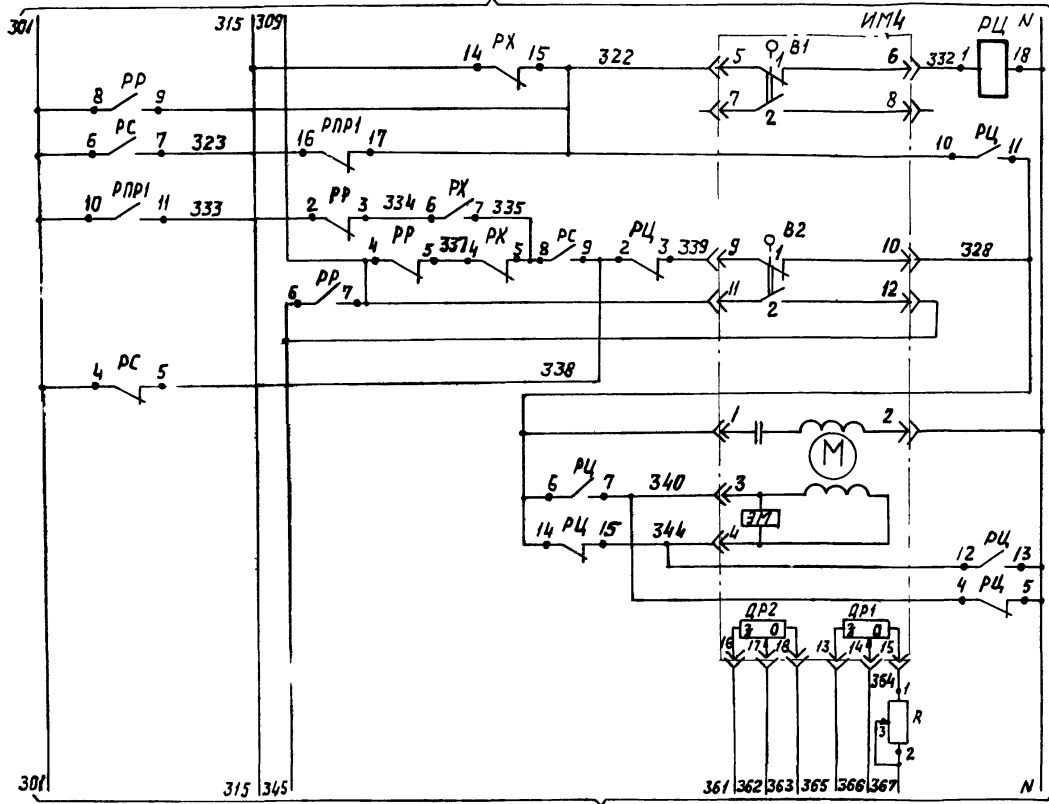 301 315 309 ИМ4 РЦ N
14 РХ 15 322 5 1 В1 6 332 1 18
8 РР 9 7 2 8
6 РС 7 323 16 РПР1 17 10 РЦ 11
10 РПР1 11 333 2 РР 3 334 6 РХ 7 335
4 РР 5 337 4 РХ 5 8 РС 9 2 РЦ 3 339 9 1 В2 10 328
6 РР 7 11 2 12
4 РС 5 338
1 2
М
6 РЦ 7 340 3
ЭМ
14 РЦ 15 344 4
12 РЦ 13
4 РЦ 5
ДР2 ДР1
З О З О
16 17 18 13 14 15
364 1
3 R
2
301 315 345 361 362 363 365 366 367 N